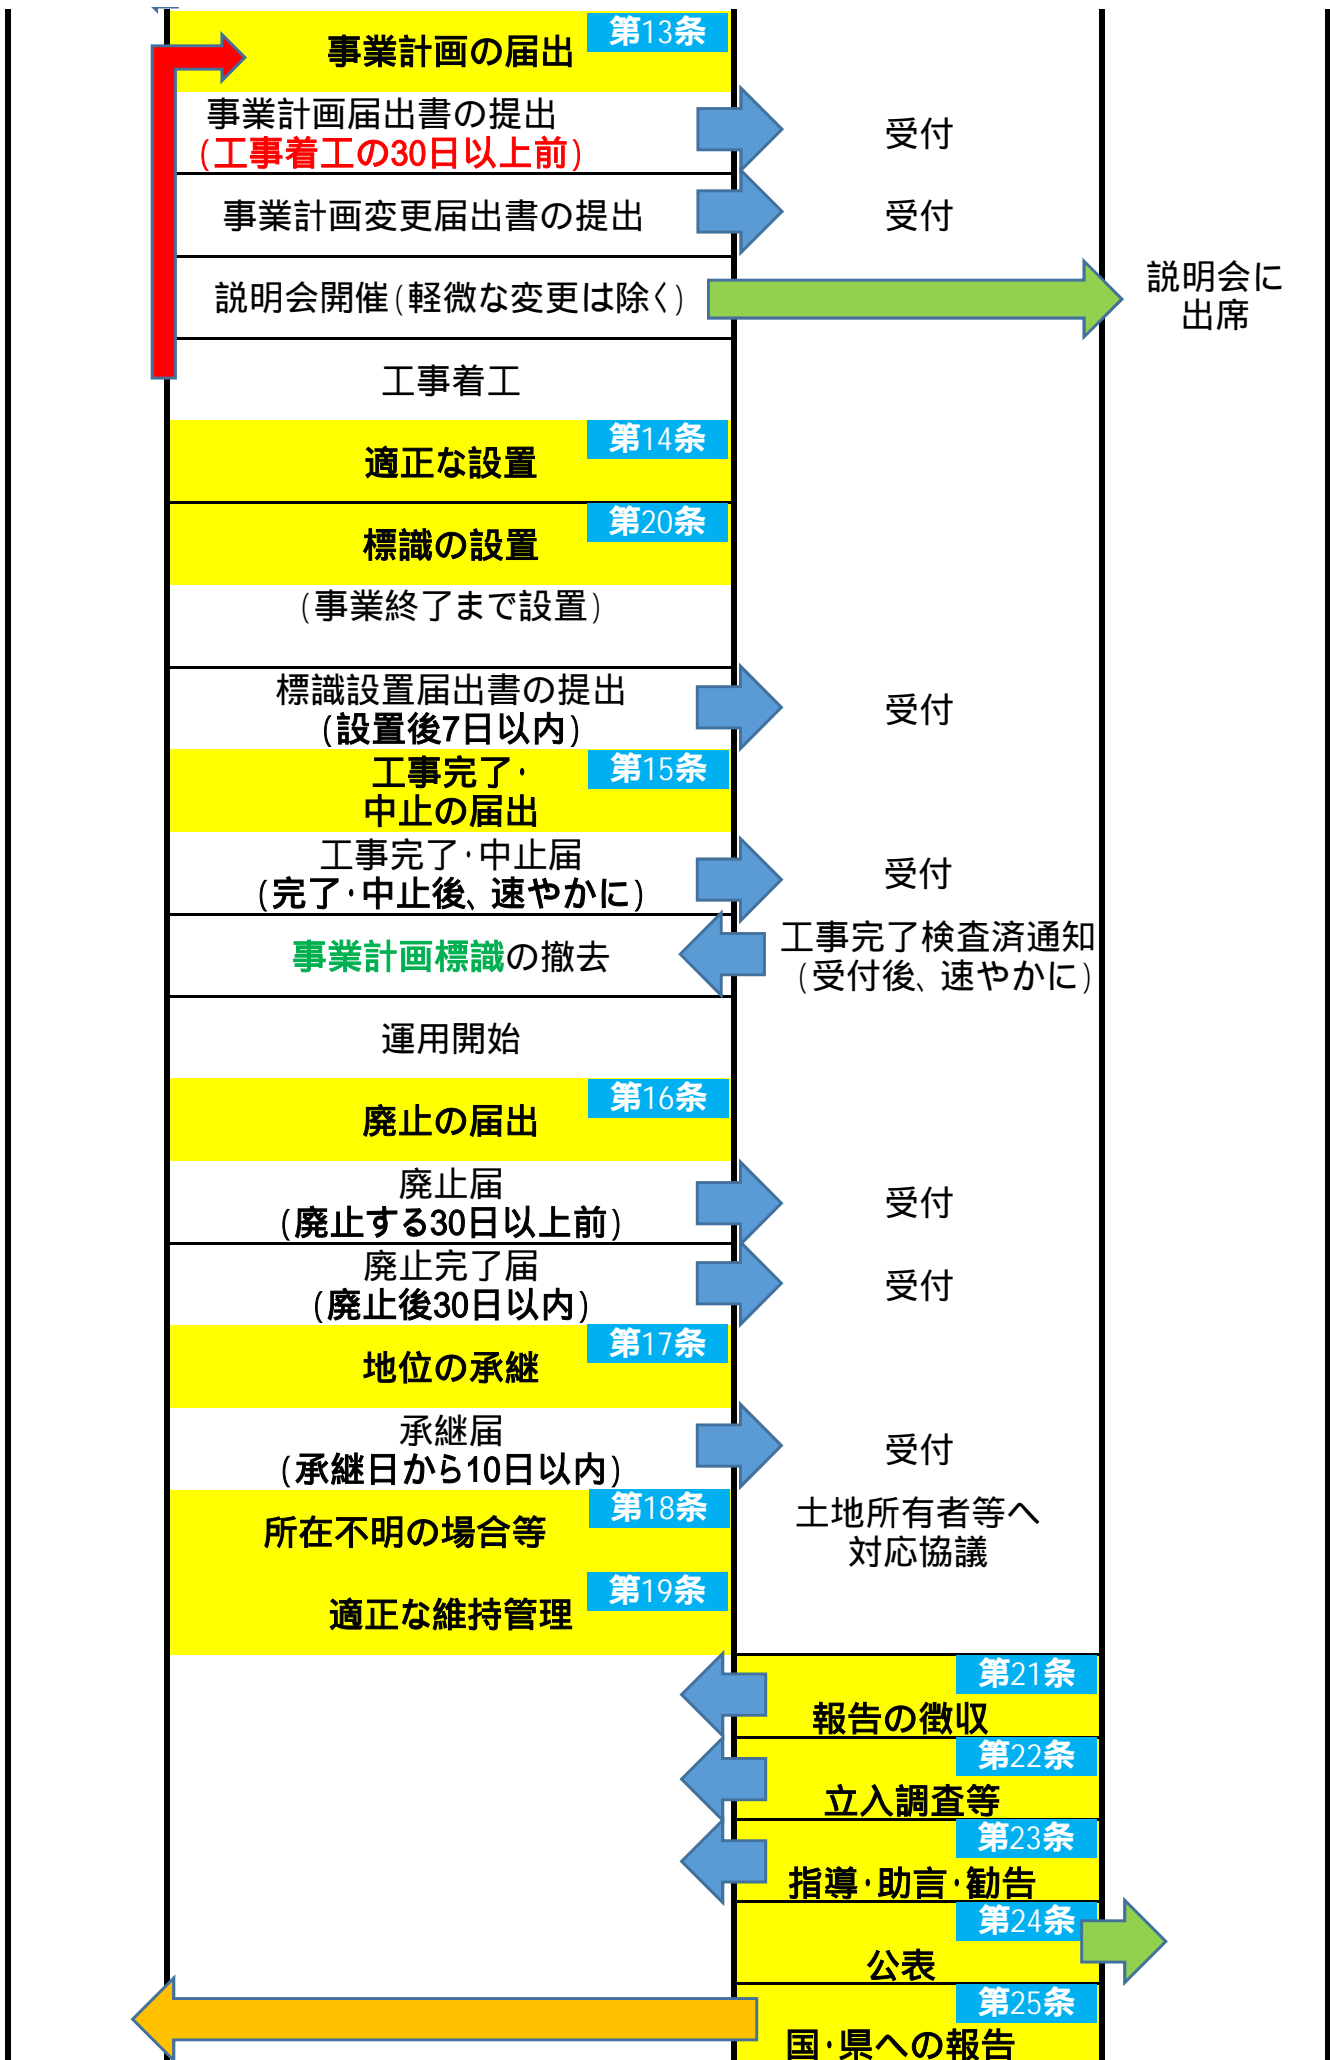 第13条
事業計画の届出
事業計画届出書の提出
(工事着工の30日以上前)
受付
事業計画変更届出書の提出
受付
説明会開催(軽微な変更は除く)
説明会に
出席
工事着工
第14条
適正な設置
第20条
標識の設置
(事業終了まで設置)
標識設置届出書の提出
(設置後7日以内)
受付
第15条
工事完了・
中止の届出
工事完了・中止届
(完了・中止後、速やかに)
受付
事業計画標識の撤去
工事完了検査済通知
(受付後、速やかに)
運用開始
第16条
廃止の届出
廃止届
(廃止する30日以上前)
受付
廃止完了届
(廃止後30日以内)
受付
第17条
地位の承継
承継届
(承継日から10日以内)
受付
第18条
所在不明の場合等
土地所有者等へ
対応協議
第19条
適正な維持管理
第21条
報告の徴収
第22条
立入調査等
第23条
指導・助言・勧告
第24条
公表
第25条
国・県への報告